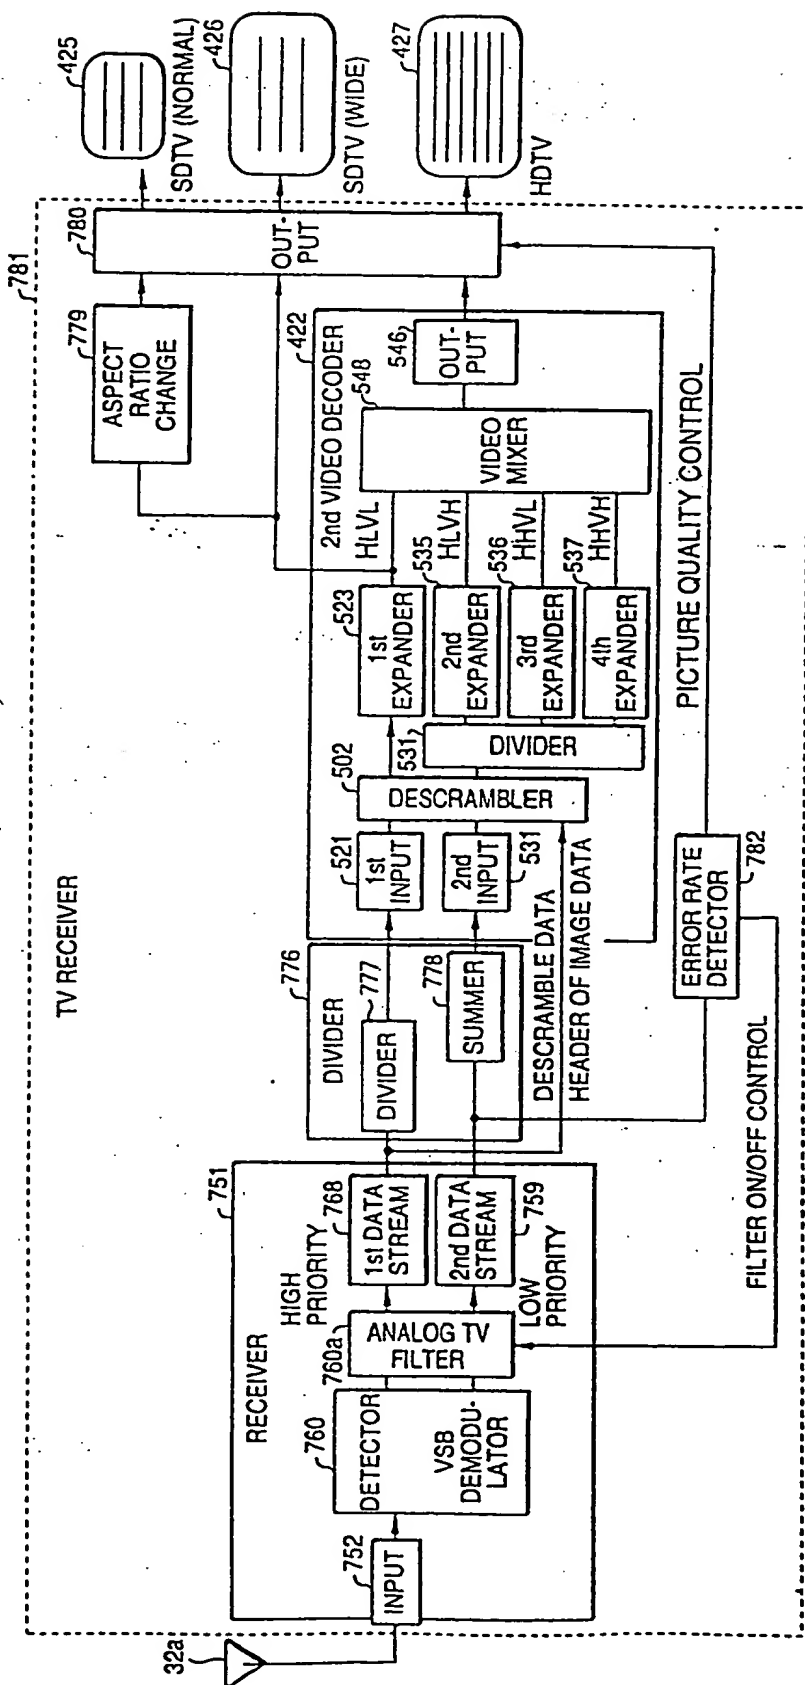 TV RECEIVER
781
32a
751
RECEIVER
752
INPUT
760
DETECTOR
VSB
DEMODU-
LATOR
760a
ANALOG TV
FILTER
HIGH
PRIORITY
768
1st DATA
STREAM
2nd DATA
STREAM
759
LOW
PRIORITY
776
DIVIDER
777
DIVIDER
778
SUMMER
DESCRAMBLE DATA
HEADER OF IMAGE DATA
422
2nd VIDEO DECODER
521
1st
INPUT
2nd
INPUT
531
502
DESCRAMBLER
531
DIVIDER
523
1st
EXPANDER
535
2nd
EXPANDER
536
3rd
EXPANDER
537
4th
EXPANDER
HLVL
HLVH
HHVL
HHVH
548
VIDEO
MIXER
546
OUT-
PUT
779
ASPECT
RATIO
CHANGE
780
OUT-
PUT
425
SDTV (NORMAL)
426
SDTV (WIDE)
427
HDTV
ERROR RATE
DETECTOR
782
FILTER ON/OFF CONTROL
PICTURE QUALITY CONTROL